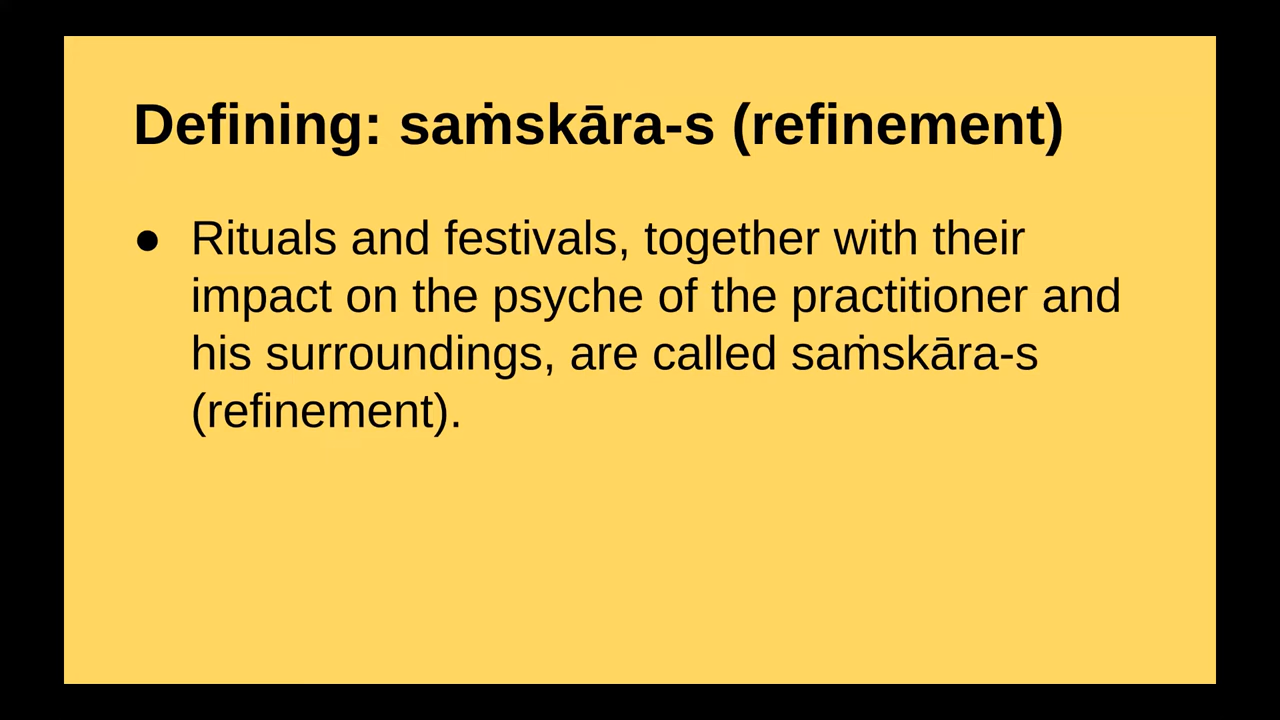 Defining: saṁskāra-s (refinement)
● Rituals and festivals, together with their
impact on the psyche of the practitioner and
his surroundings, are called saṁskāra-s
(refinement).